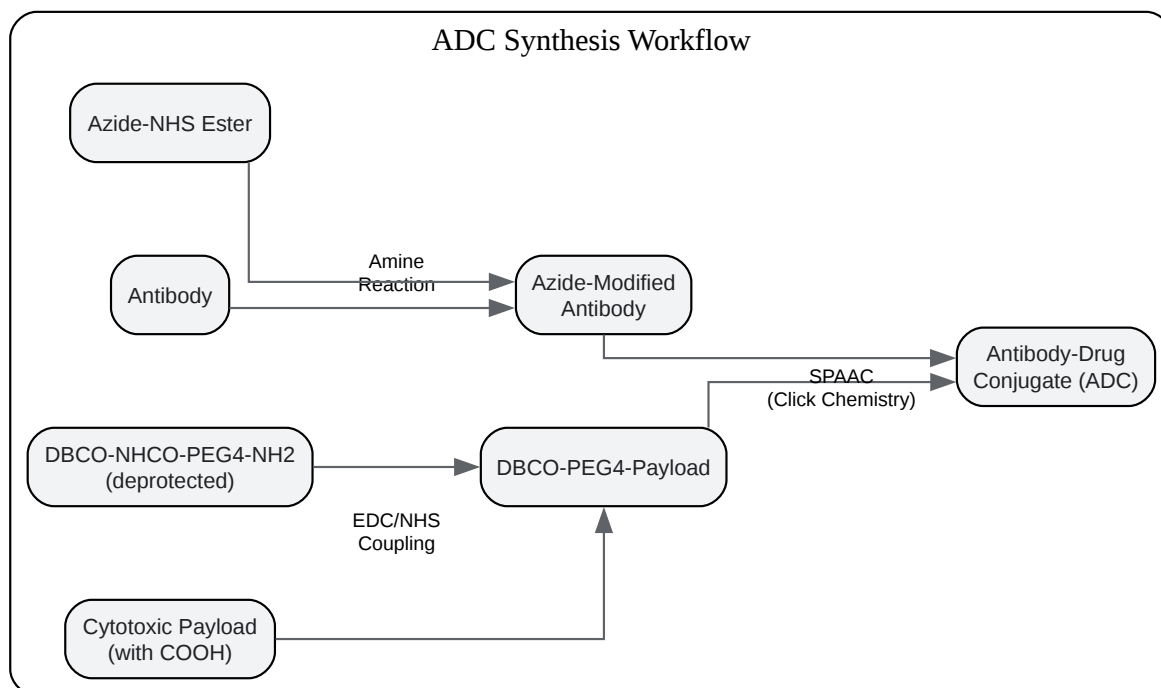 ADC Synthesis Workflow
Azide-NHS Ester
Amine
Reaction
Antibody
Azide-Modified
Antibody
Antibody-Drug
Conjugate (ADC)
SPAAC
(Click Chemistry)
DBCO-NHCO-PEG4-NH2
(deprotected)
DBCO-PEG4-Payload
EDC/NHS
Coupling
Cytotoxic Payload
(with COOH)